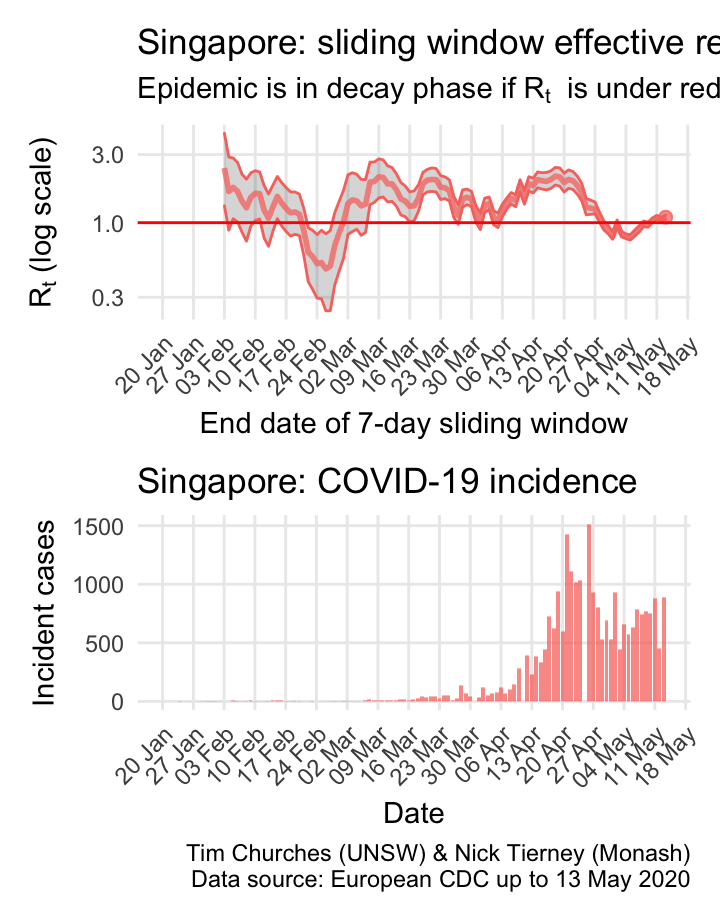 Singapore: sliding window effective re
Epidemic is in decay phase if Rt is under red
Rt (log scale)
3.0
1.0
0.3
20 Jan
27 Jan
03 Feb
10 Feb
17 Feb
24 Feb
02 Mar
09 Mar
16 Mar
23 Mar
30 Mar
06 Apr
13 Apr
20 Apr
27 Apr
04 May
11 May
18 May
End date of 7-day sliding window
Singapore: COVID-19 incidence
Incident cases
1500
1000
500
0
20 Jan
27 Jan
03 Feb
10 Feb
17 Feb
24 Feb
02 Mar
09 Mar
16 Mar
23 Mar
30 Mar
06 Apr
13 Apr
20 Apr
27 Apr
04 May
11 May
18 May
Date
Tim Churches (UNSW) & Nick Tierney (Monash)
Data source: European CDC up to 13 May 2020